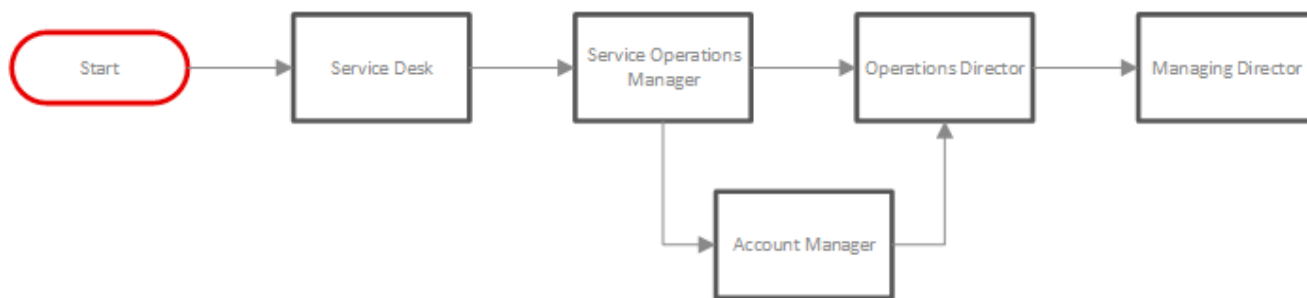 Start
Service Desk
Service Operations
Manager
Operations Director
Managing Director
Account Manager